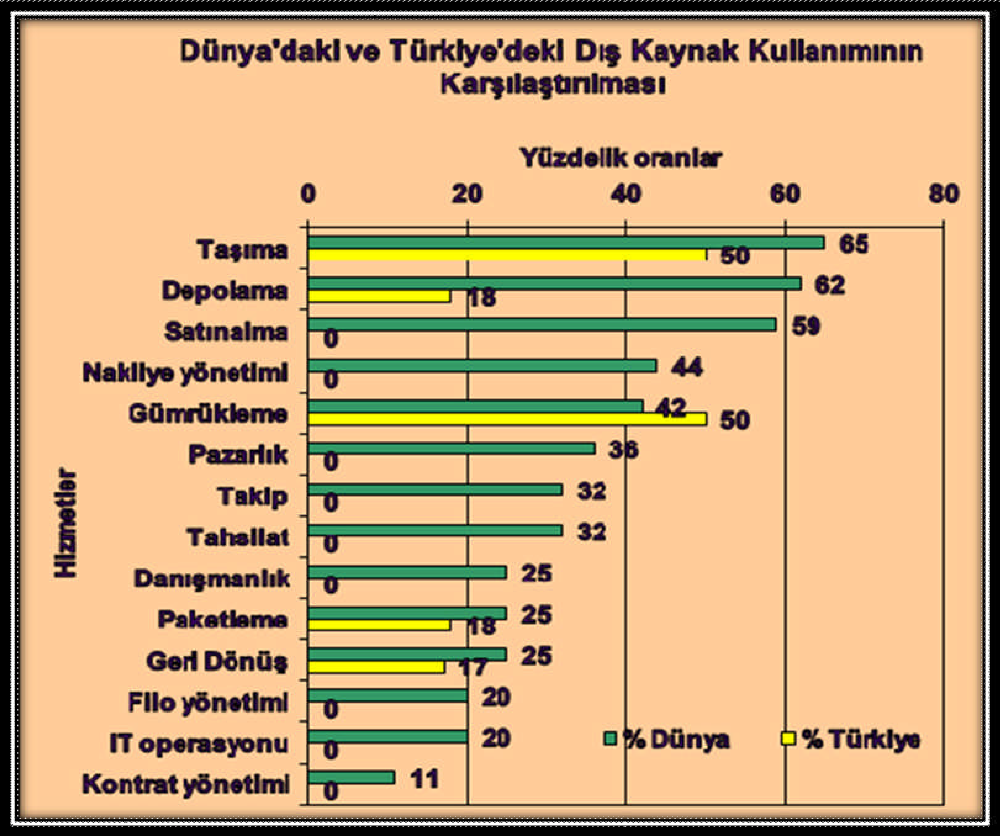 Dünya'daki ve Türkiye'deki Dış Kaynak Kullanımının
Karşılaştırılması
Yüzdelik oranlar
0 20 40 60 80
Taşıma 65
50
Depolama 62
18
Satınalma 59
0
Nakliye yönetimi 44
0
Gümrükleme 42
50
Pazarlık 36
0
Takip 32
0
Tahsilat 32
0
Danışmanlık 25
0
Paketleme 25
18
Geri Dönüş 25
17
Filo yönetimi 20
0
IT operasyonu 20
0
Kontrat yönetimi 11
0
Hizmetler
% Dünya % Türkiye